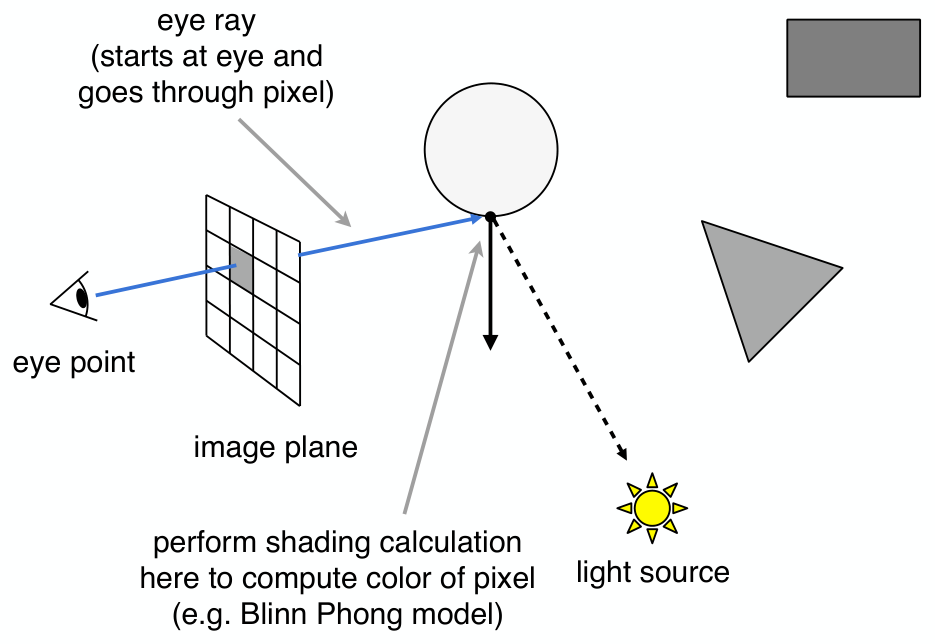 eye ray
(starts at eye and
goes through pixel)
eye point
image plane
perform shading calculation
here to compute color of pixel
(e.g. Blinn Phong model)
light source